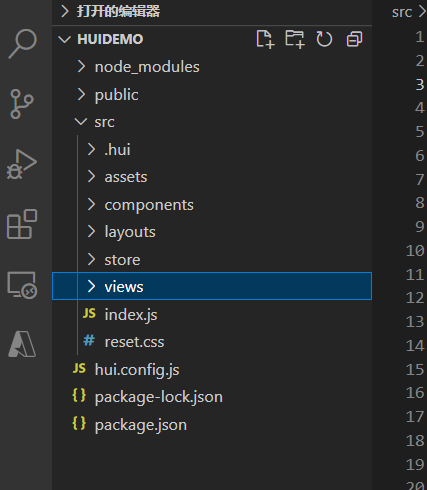 打开的编辑器
src
HUIDEMO
1
node_modules
2
public
3
src
4
5
.hui
6
assets
7
components
8
9
layouts
10
store
11
views
12
13
JS index.js
14
# reset.css
15
JS hui.config.js
16
{} package-lock.json
17
{} package.json
18
19
20